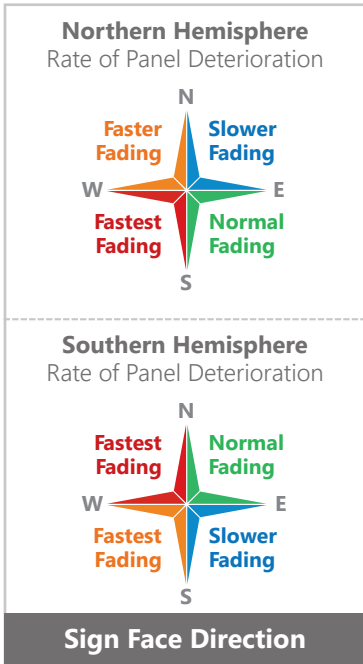 Northern Hemisphere
Rate of Panel Deterioration
N
Faster
Fading
Slower
Fading
W
E
Fastest
Fading
Normal
Fading
S
Southern Hemisphere
Rate of Panel Deterioration
N
Fastest
Fading
Normal
Fading
W
E
Fastest
Fading
Slower
Fading
S
Sign Face Direction